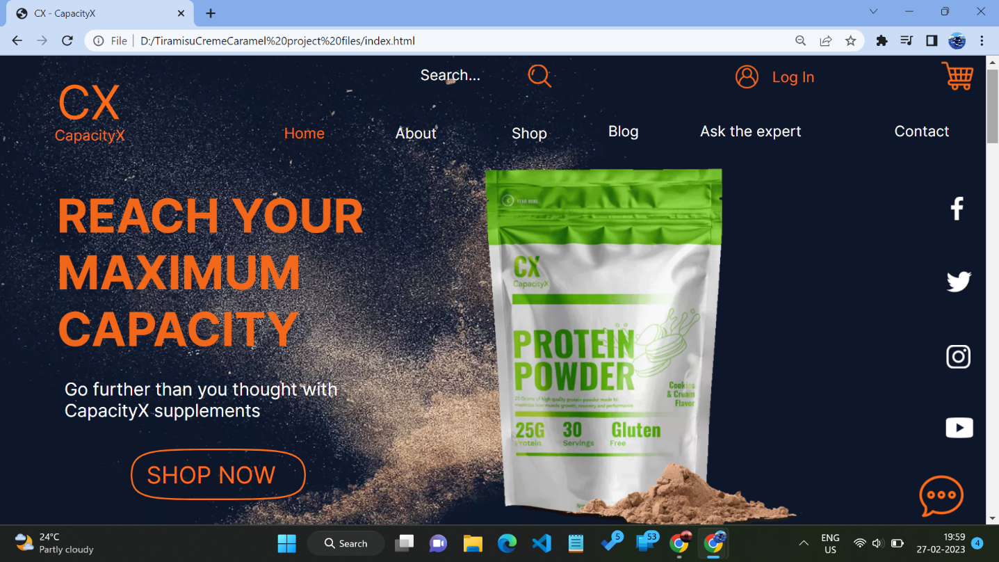 CX - CapacityX
File
D:/TiramisuCremeCaramel%20project%20files/index.html
Search...
Log In
CX
CapacityX
Home About Shop Blog Ask the expert Contact
REACH YOUR
MAXIMUM
CAPACITY
Go further than you thought with
CapacityX supplements
SHOP NOW
CX
CapacityX
PROTEIN
POWDER
Cookies
& Cream
Flavor
25 Grams of high quality protein powder made to
maximize lean muscle growth, recovery and performance
25G 30 Gluten
Protein Servings Free
24°C
Partly cloudy
Search
5
53
ENG
US
19:59
27-02-2023
4